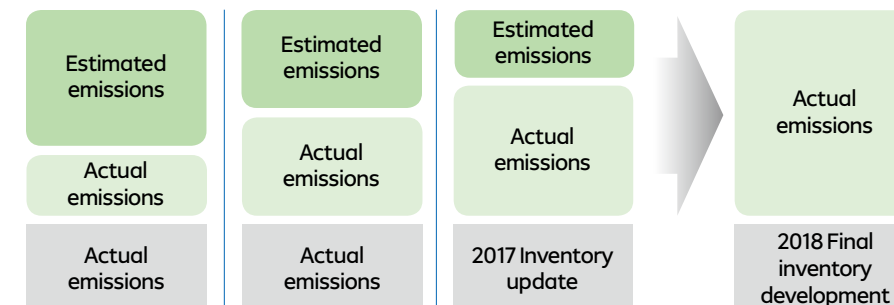 Estimated
emissions
Actual
emissions
Actual
emissions
Estimated
emissions
Actual
emissions
Actual
emissions
Estimated
emissions
Actual
emissions
2017 Inventory
update
Actual
emissions
2018 Final
inventory
development